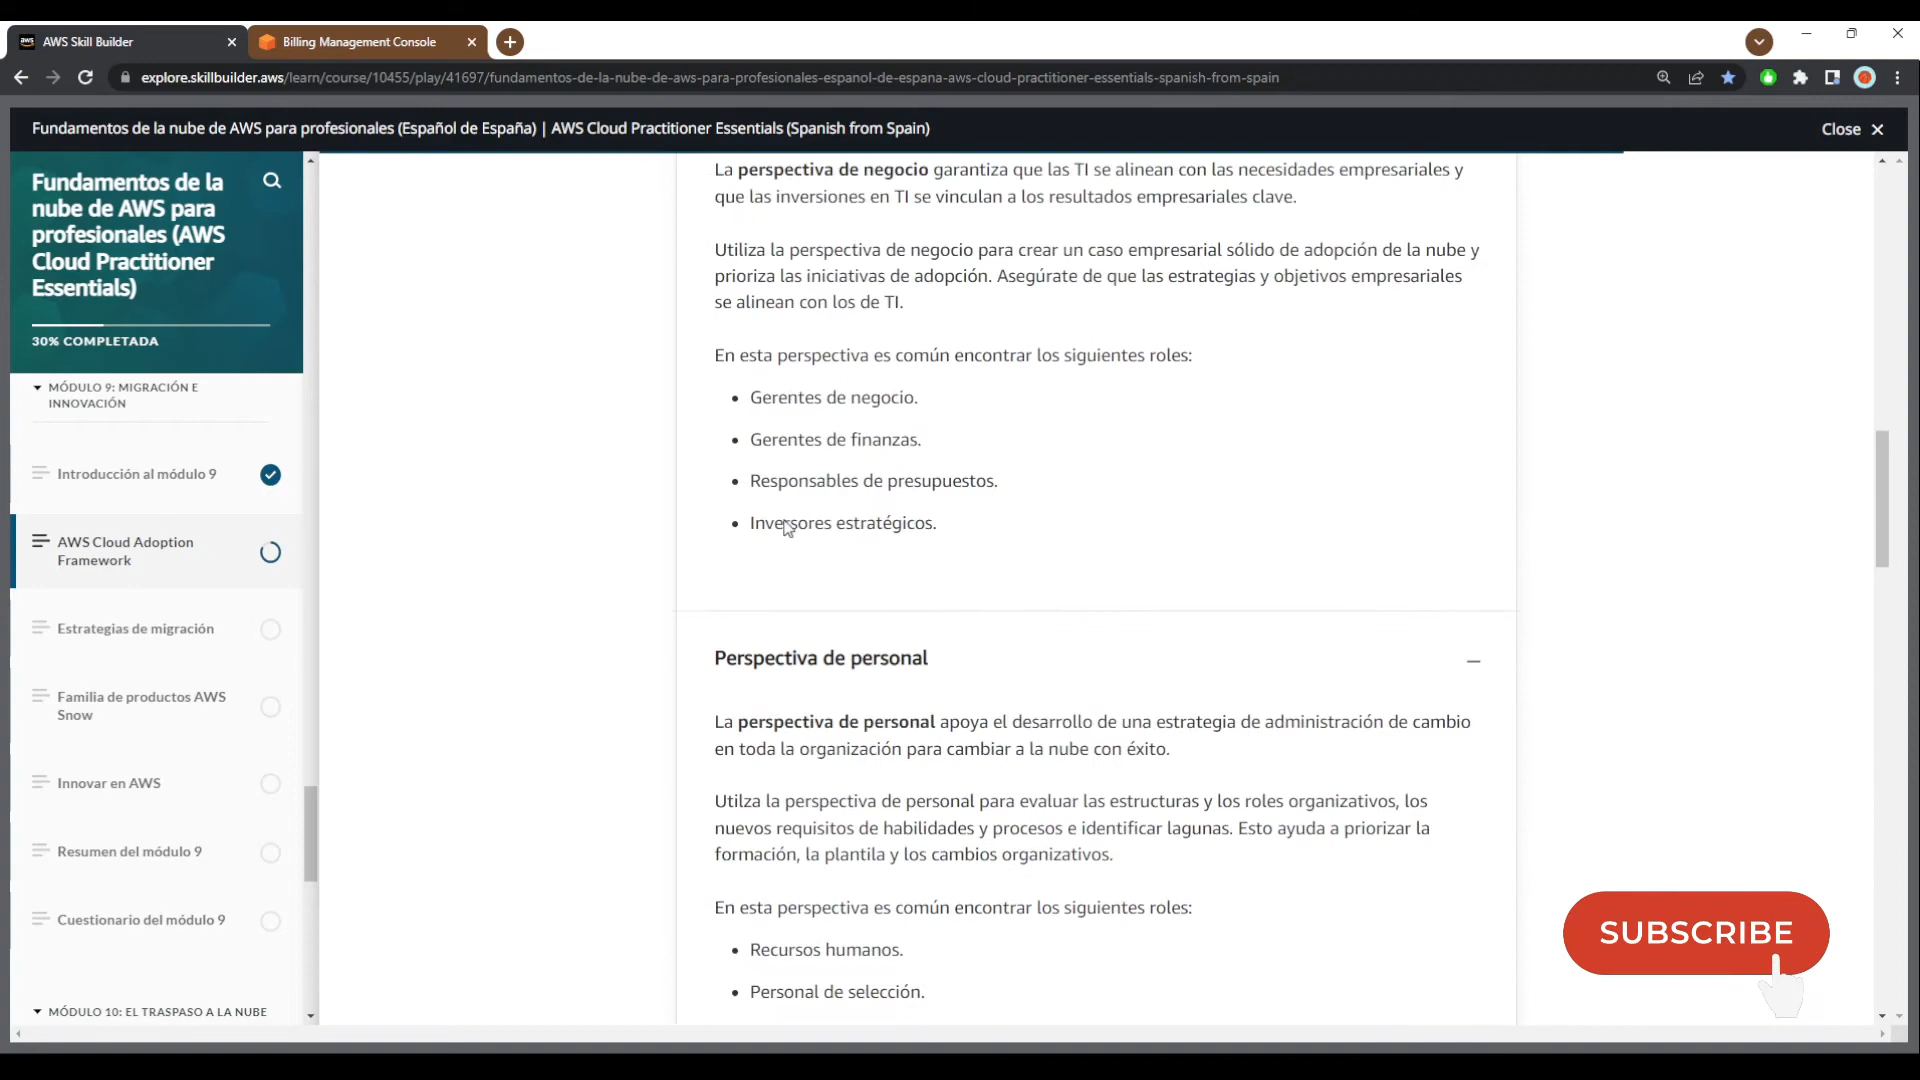 aws AWS Skill Builder
Billing Management Console
explore.skillbuilder.aws/learn/course/10455/play/41697/fundamentos-de-la-nube-de-aws-para-profesionales-espanol-de-espana-aws-cloud-practitioner-essentials-spanish-from-spain
Fundamentos de la nube de AWS para profesionales (Español de España) | AWS Cloud Practitioner Essentials (Spanish from Spain)
Close
Fundamentos de la
nube de AWS para
profesionales (AWS
Cloud Practitioner
Essentials)
30% COMPLETADA
MÓDULO 9: MIGRACIÓN E
INNOVACIÓN
Introducción al módulo 9
AWS Cloud Adoption
Framework
Estrategias de migración
Familia de productos AWS
Snow
Innovar en AWS
Resumen del módulo 9
Cuestionario del módulo 9
MÓDULO 10: EL TRASPASO A LA NUBE
La perspectiva de negocio garantiza que las TI se alinean con las necesidades empresariales y
que las inversiones en TI se vinculan a los resultados empresariales clave.
Utiliza la perspectiva de negocio para crear un caso empresarial sólido de adopción de la nube y
prioriza las iniciativas de adopción. Asegúrate de que las estrategias y objetivos empresariales
se alinean con los de TI.
En esta perspectiva es común encontrar los siguientes roles:
• Gerentes de negocio.
• Gerentes de finanzas.
• Responsables de presupuestos.
• Inversores estratégicos.
Perspectiva de personal
La perspectiva de personal apoya el desarrollo de una estrategia de administración de cambio
en toda la organización para cambiar a la nube con éxito.
Utilza la perspectiva de personal para evaluar las estructuras y los roles organizativos, los
nuevos requisitos de habilidades y procesos e identificar lagunas. Esto ayuda a priorizar la
formación, la plantila y los cambios organizativos.
En esta perspectiva es común encontrar los siguientes roles:
• Recursos humanos.
• Personal de selección.
SUBSCRIBE